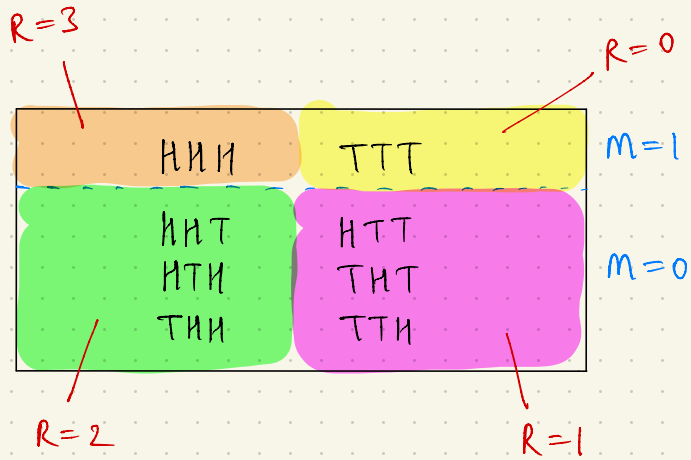 R=3
R=0
HHH TTT
m=1
HHT HTT
HTH THT
m=0
THH TTH
R=2
R=1